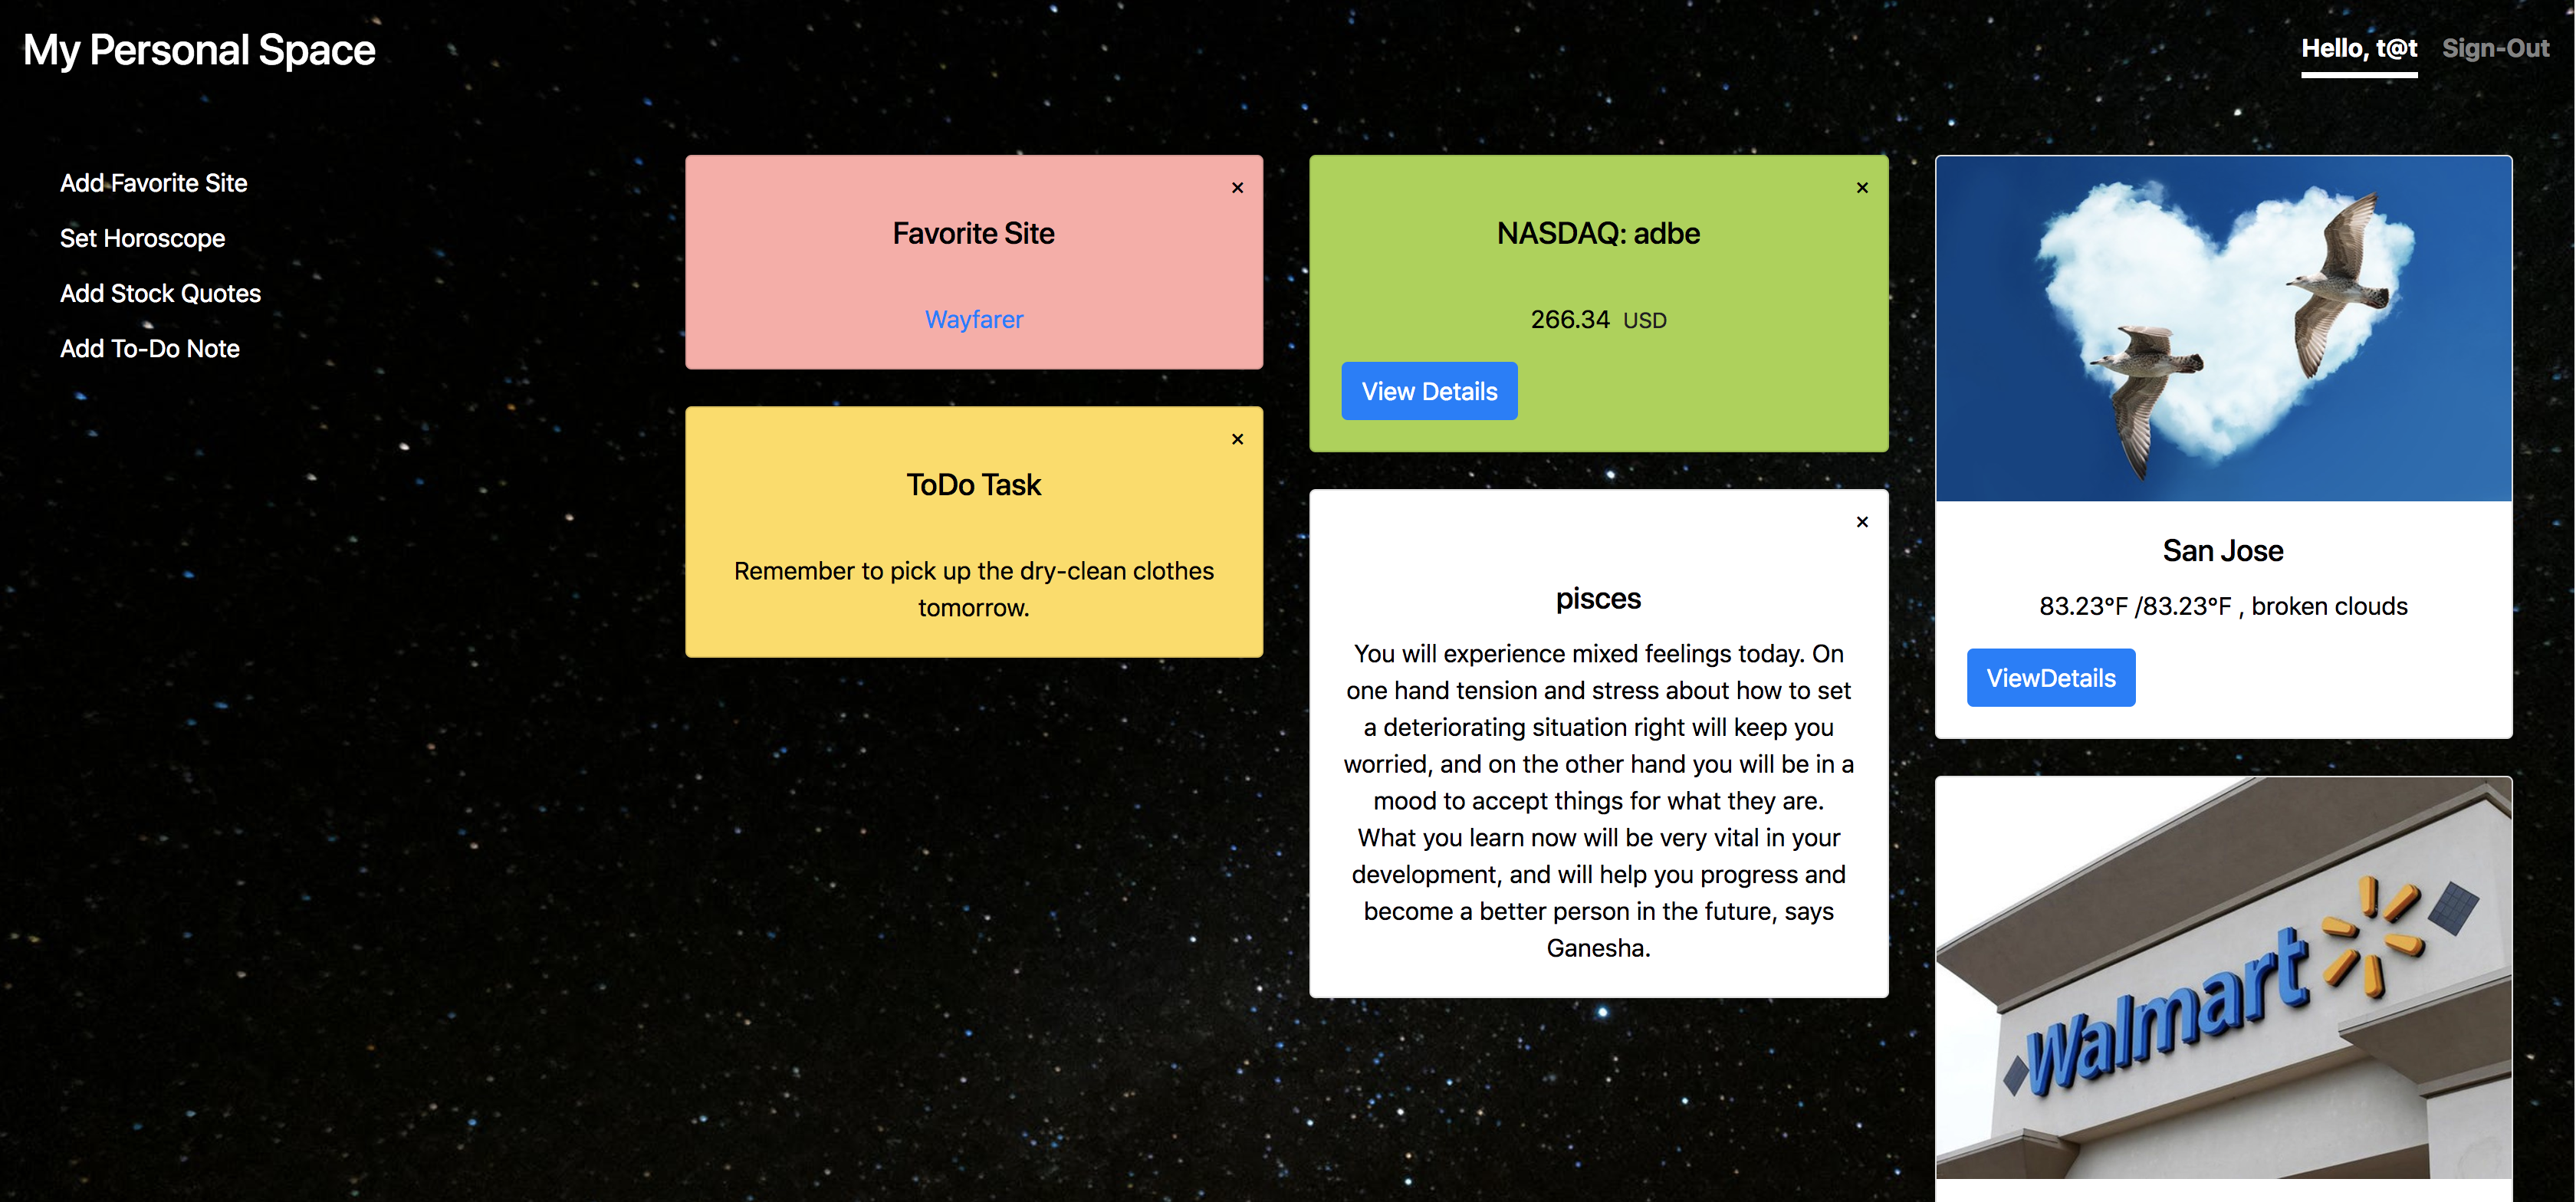 My Personal Space
Hello, t@t
Sign-Out
Add Favorite Site
Set Horoscope
Add Stock Quotes
Add To-Do Note
×
Favorite Site
Wayfarer
×
ToDo Task
Remember to pick up the dry-clean clothes
tomorrow.
×
NASDAQ: adbe
266.34 USD
View Details
×
pisces
You will experience mixed feelings today. On
one hand tension and stress about how to set
a deteriorating situation right will keep you
worried, and on the other hand you will be in a
mood to accept things for what they are.
What you learn now will be very vital in your
development, and will help you progress and
become a better person in the future, says
Ganesha.
San Jose
83.23°F /83.23°F , broken clouds
ViewDetails
Walmart